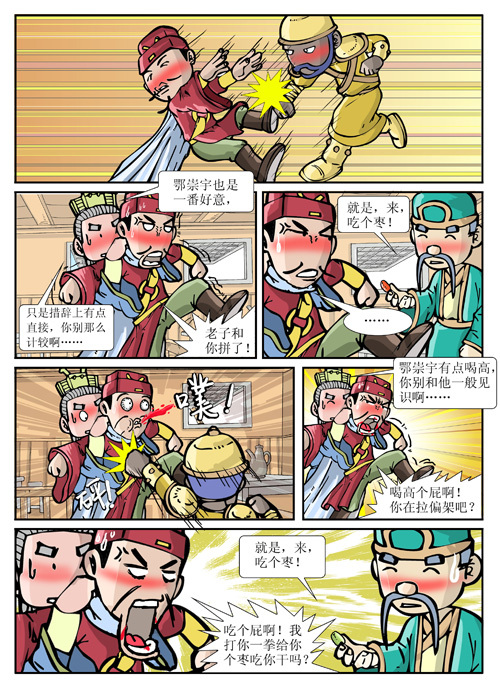 鄂崇宇也是
一番好意，
只是措辞上有点
直接，你别那么
计较啊……
老子和
你拼了！
就是，来，
吃个枣！
……
噗！
鄂崇宇有点喝高，
你别和他一般见
识啊……
喝高个屁啊！
你在拉偏架吧？
就是，来，
吃个枣！
吃个屁啊！我
打你一拳给你
个枣吃你干吗？